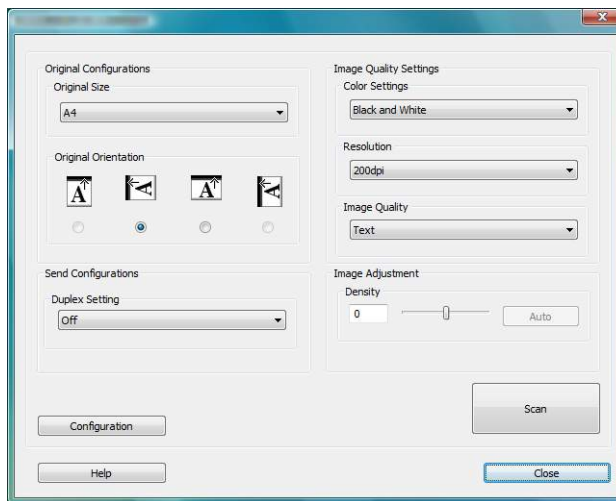 Original Configurations
Original Size
A4
Original Orientation
A A A A
Send Configurations
Duplex Setting
Off
Configuration
Help
Image Quality Settings
Color Settings
Black and White
Resolution
200dpi
Image Quality
Text
Image Adjustment
Density
0
Auto
Scan
Close